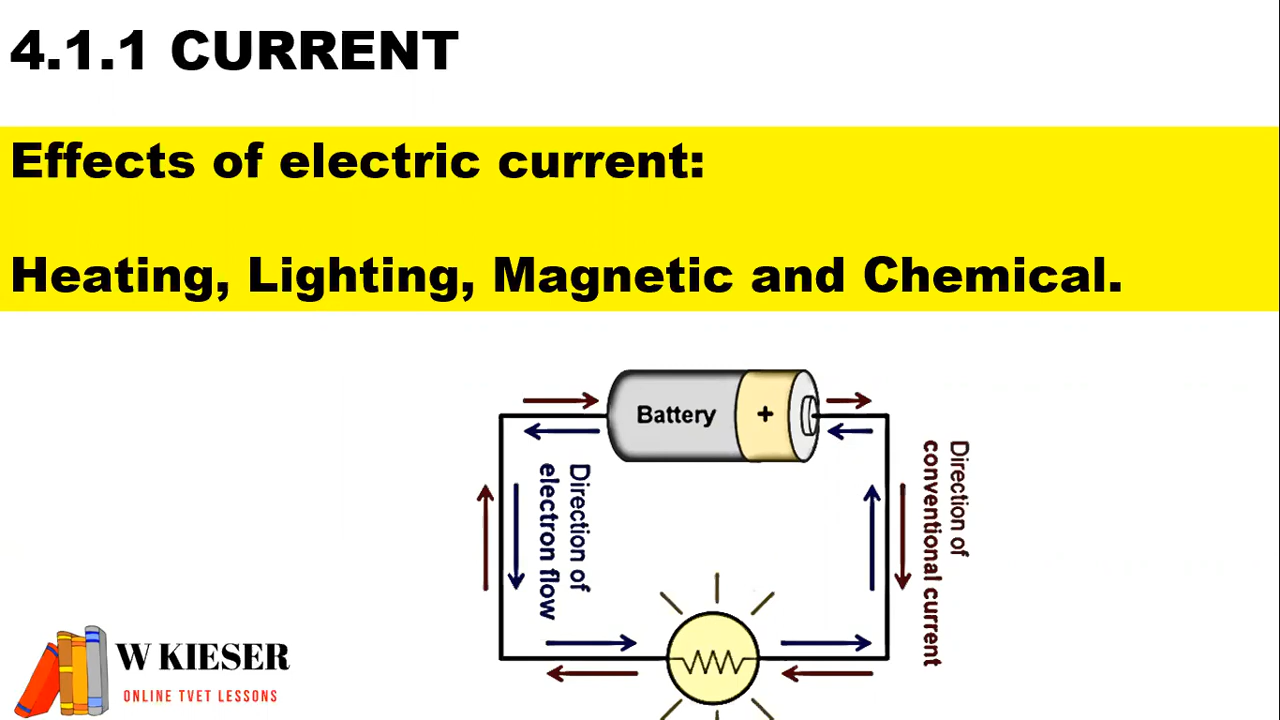 4.1.1 CURRENT
Effects of electric current:
Heating, Lighting, Magnetic and Chemical.
Battery +
Direction of
electron flow
Direction of
conventional current
W KIESER
ONLINE TVET LESSONS